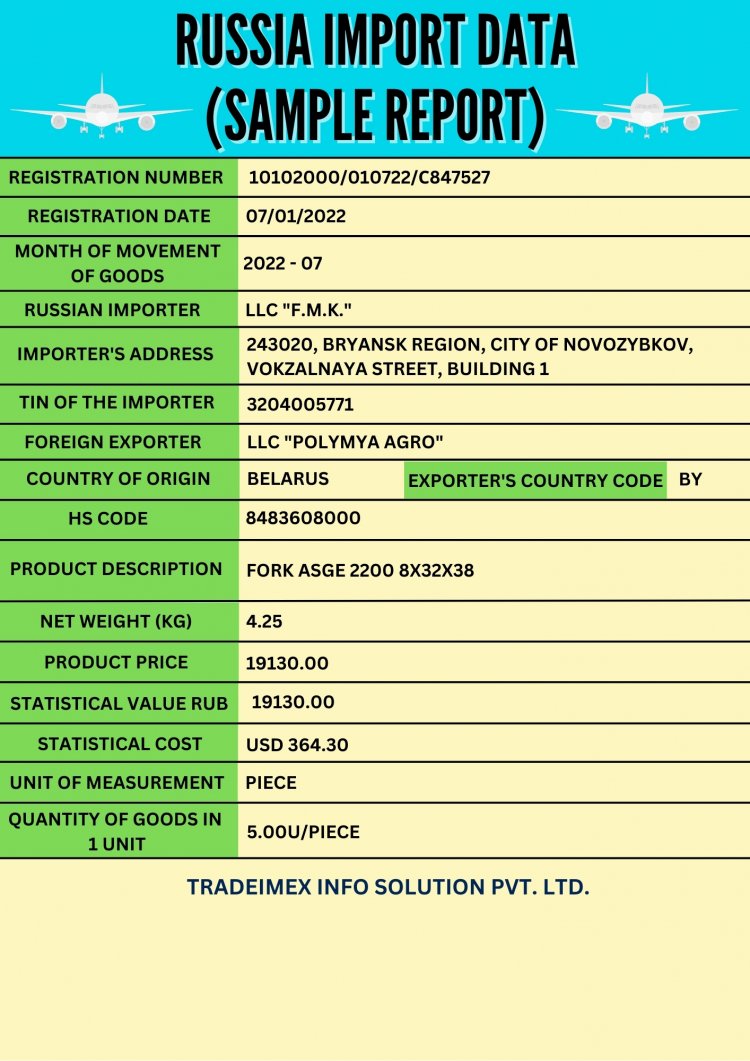 RUSSIA IMPORT DATA
(SAMPLE REPORT)
REGISTRATION NUMBER 10102000/010722/C847527
REGISTRATION DATE 07/01/2022
MONTH OF MOVEMENT
OF GOODS
2022 - 07
RUSSIAN IMPORTER LLC "F.M.K."
IMPORTER'S ADDRESS
243020, BRYANSK REGION, CITY OF NOVOZYBKOV,
VOKZALNAYA STREET, BUILDING 1
TIN OF THE IMPORTER 3204005771
FOREIGN EXPORTER LLC "POLYMYA AGRO"
COUNTRY OF ORIGIN BELARUS EXPORTER'S COUNTRY CODE BY
HS CODE 8483608000
PRODUCT DESCRIPTION FORK ASGE 2200 8X32X38
NET WEIGHT (KG) 4.25
PRODUCT PRICE 19130.00
STATISTICAL VALUE RUB 19130.00
STATISTICAL COST USD 364.30
UNIT OF MEASUREMENT PIECE
QUANTITY OF GOODS IN
1 UNIT
5.00U/PIECE
TRADEIMEX INFO SOLUTION PVT. LTD.